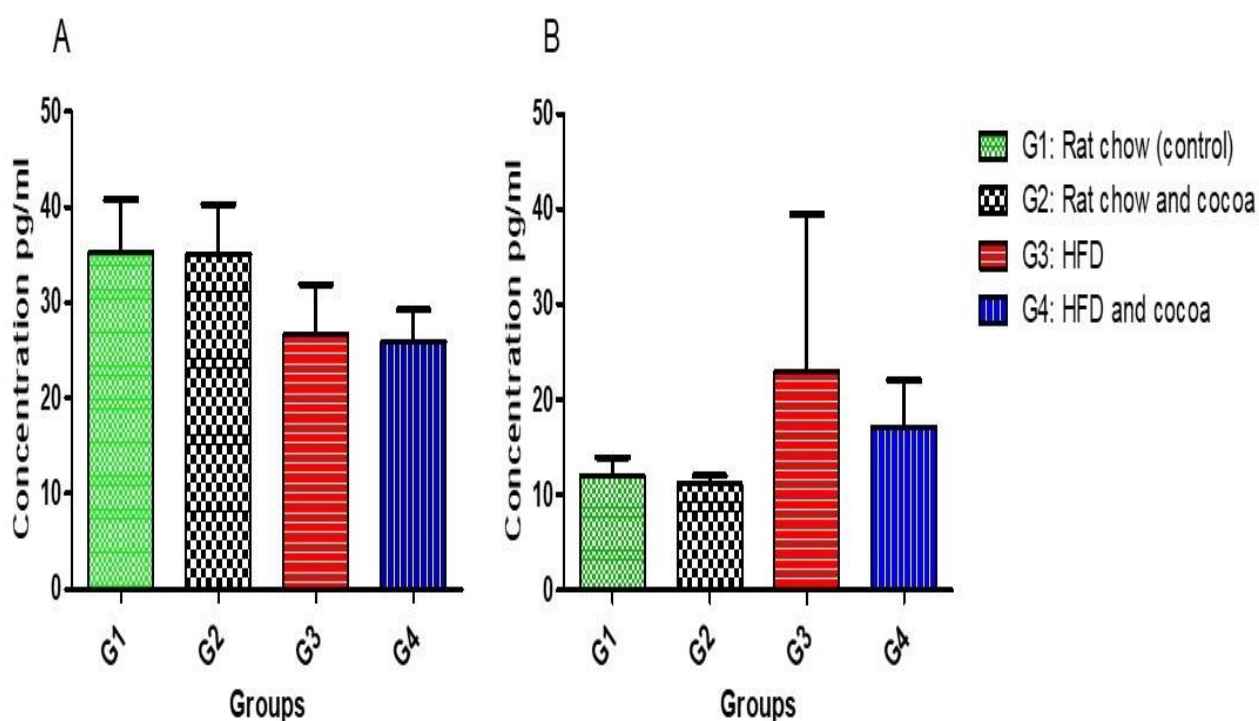 A
50
40
30
20
10
0
Concentration pg/ml
G1
G2
G3
G4
Groups
B
50
40
30
20
10
0
Concentration pg/ml
G1
G2
G3
G4
Groups
G1: Rat chow (control)
G2: Rat chow and cocoa
G3: HFD
G4: HFD and cocoa